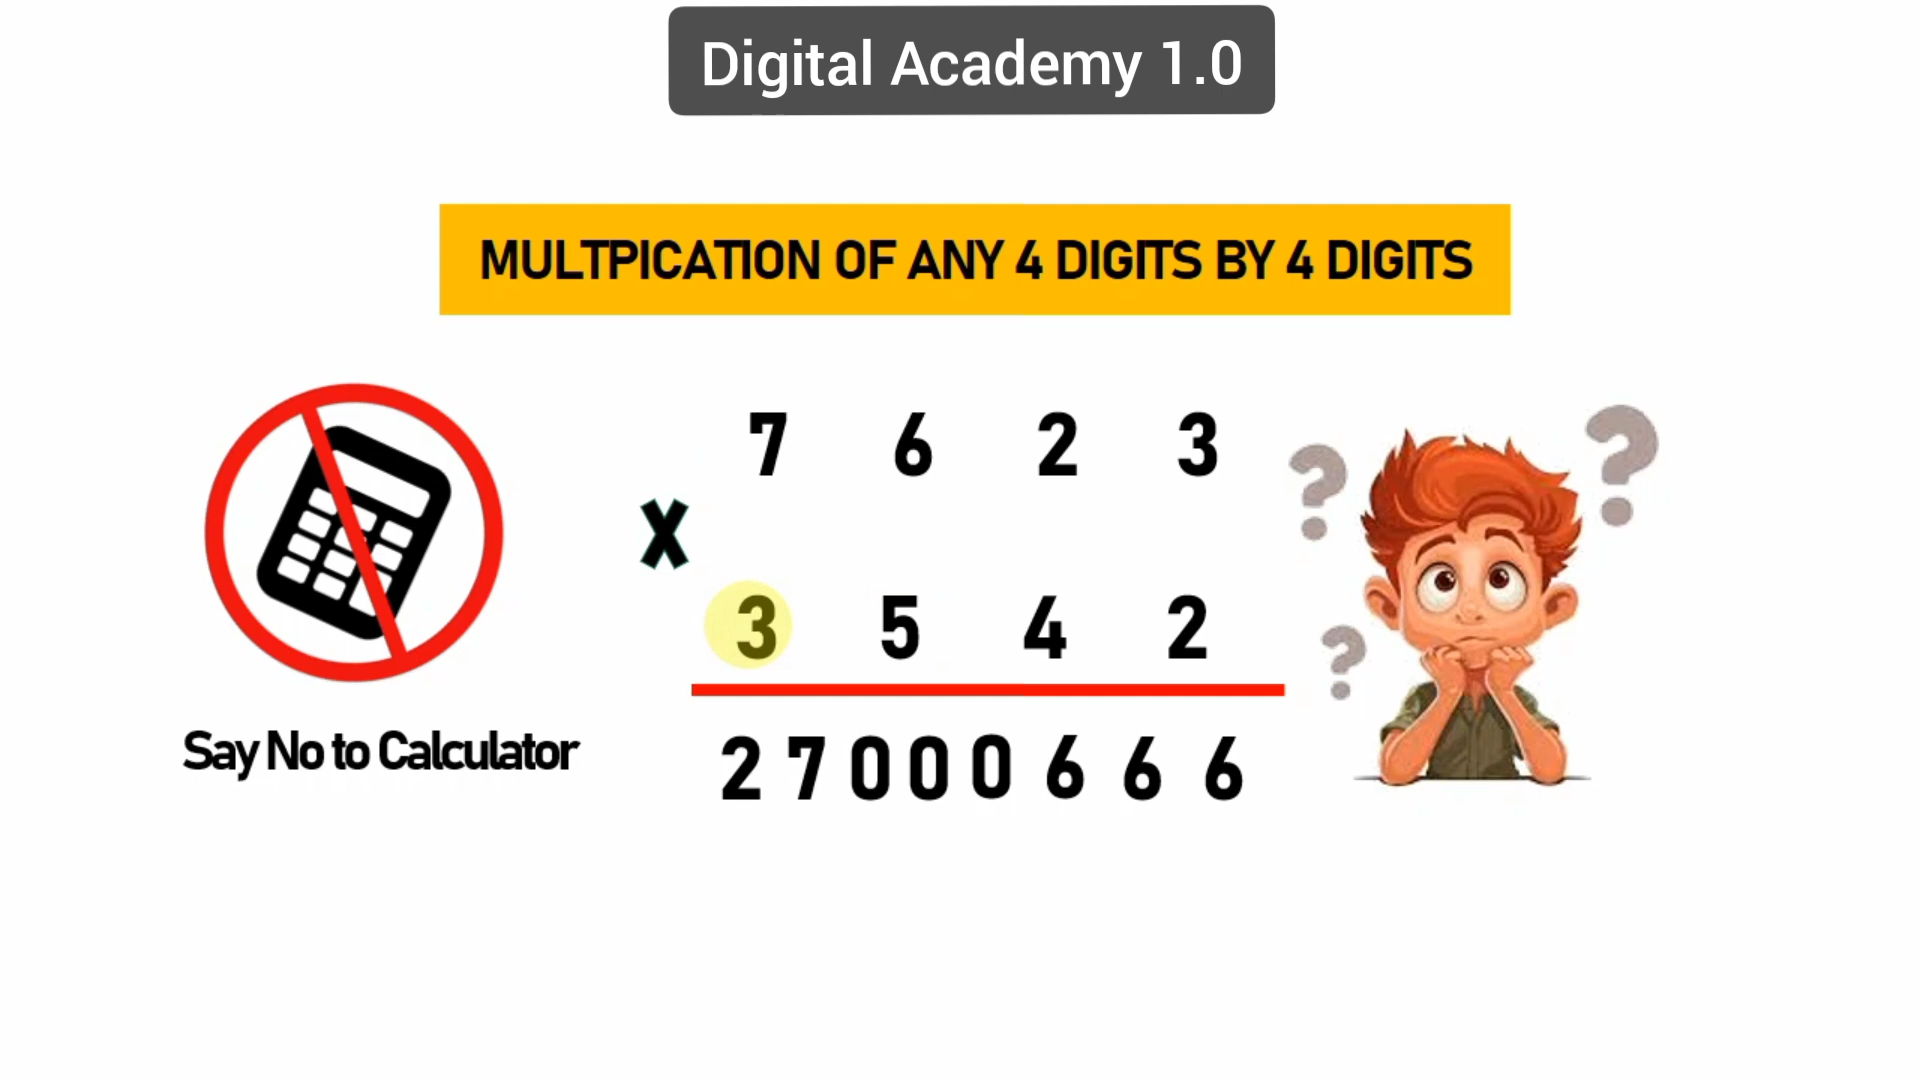 Digital Academy 1.0
MULTPICATION OF ANY 4 DIGITS BY 4 DIGITS
7 6 2 3
X
3 5 4 2
2 7 0 0 0 6 6 6
Say No to Calculator
? ? ?